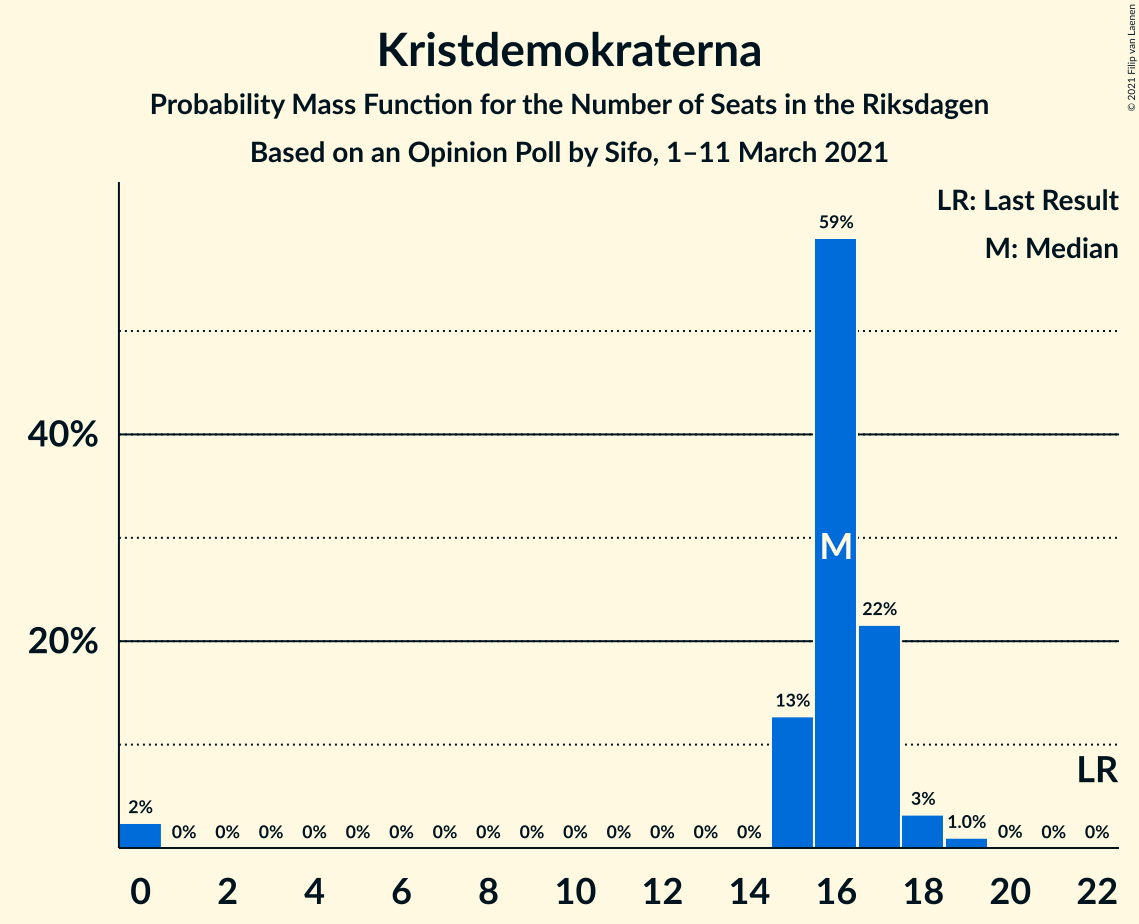 Kristdemokraterna
Probability Mass Function for the Number of Seats in the Riksdagen
Based on an Opinion Poll by Sifo, 1–11 March 2021
© 2021 Filip van Laenen
LR: Last Result
M: Median
59%
40%
M
22%
20%
13%
LR
2% 0% 0% 0% 0% 0% 0% 0% 0% 0% 0% 0% 0% 0% 0% 3% 1.0% 0% 0% 0%
0 2 4 6 8 10 12 14 16 18 20 22